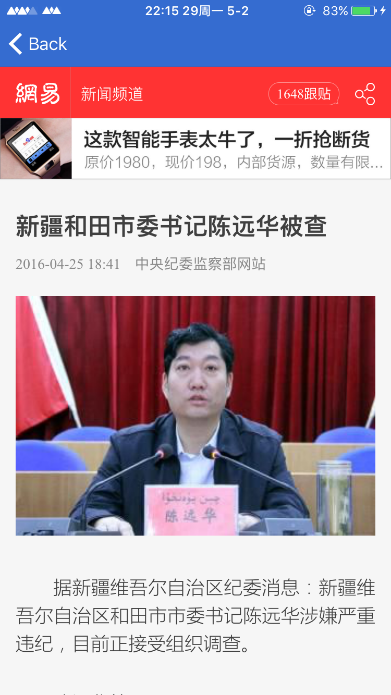 22:15 29周一 5-2
83%
Back
網易
新闻频道
1648跟贴
这款智能手表太牛了，一折抢断货
原价1980，现价198，内部货源，数量有限...
新疆和田市委书记陈远华被查
2016-04-25 18:41 中央纪委监察部网站
陈远华
据新疆维吾尔自治区纪委消息：新疆维
吾尔自治区和田市市委书记陈远华涉嫌严重
违纪，目前正接受组织调查。